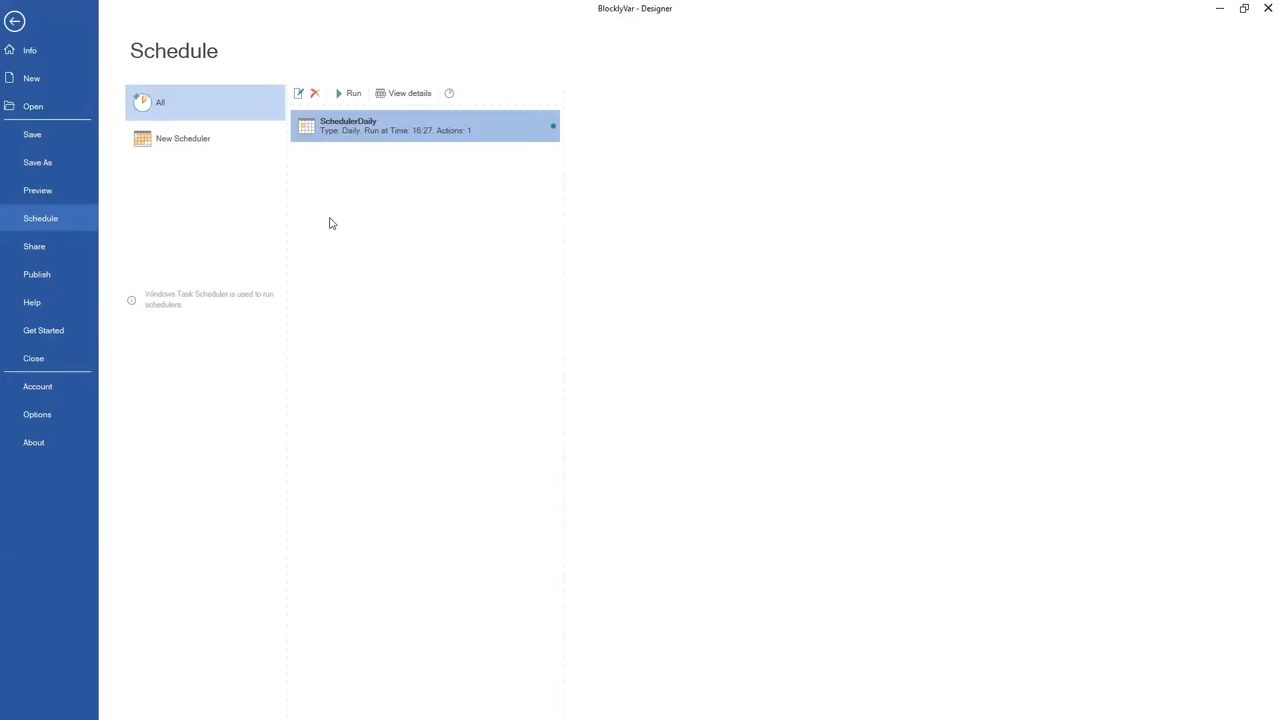 BlocklyVar - Designer
Info
New
Open
Save
Save As
Preview
Schedule
Share
Publish
Help
Get Started
Close
Account
Options
About
Schedule
All
New Scheduler
Windows Task Scheduler is used to run
schedulers.
Run
View details
SchedulerDaily
Type: Daily. Run at Time: 16:27. Actions: 1